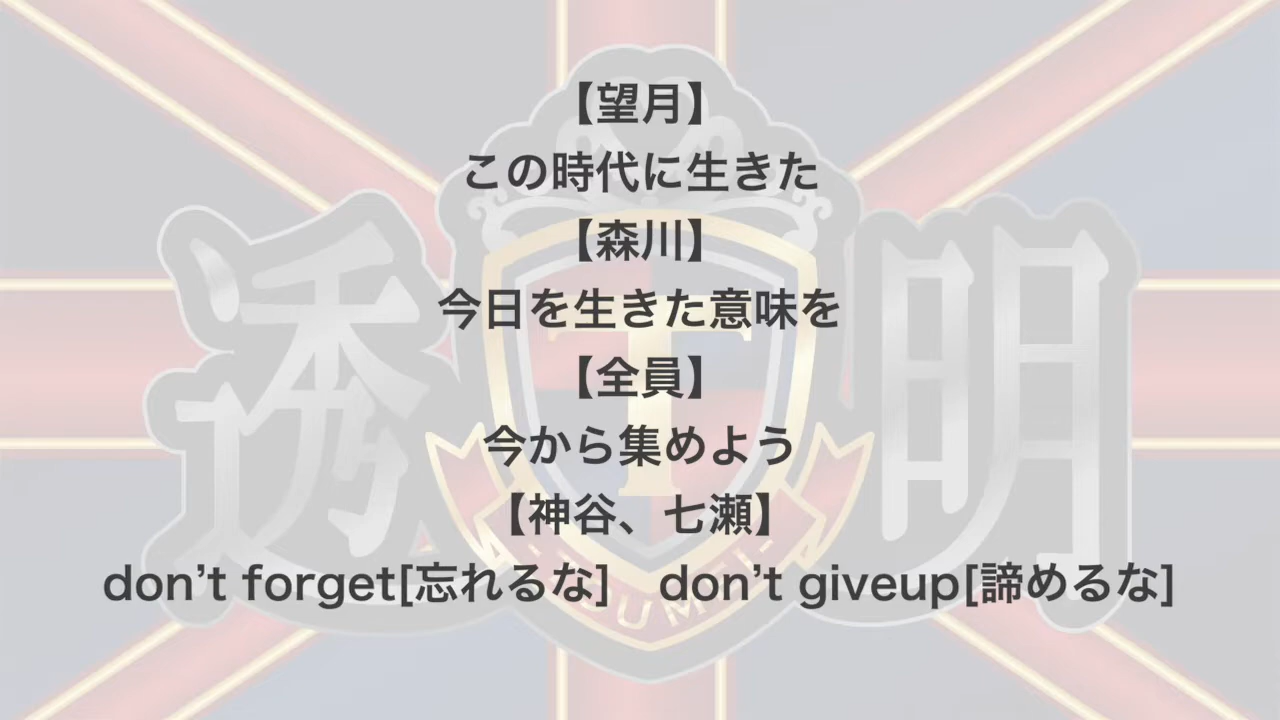 【望月】
この時代に生きた
【森川】
今日を生きた意味を
【全員】
今から集めよう
【神谷、七瀬】
don’t forget[忘れるな]　don’t giveup[諦めるな]
透明
T